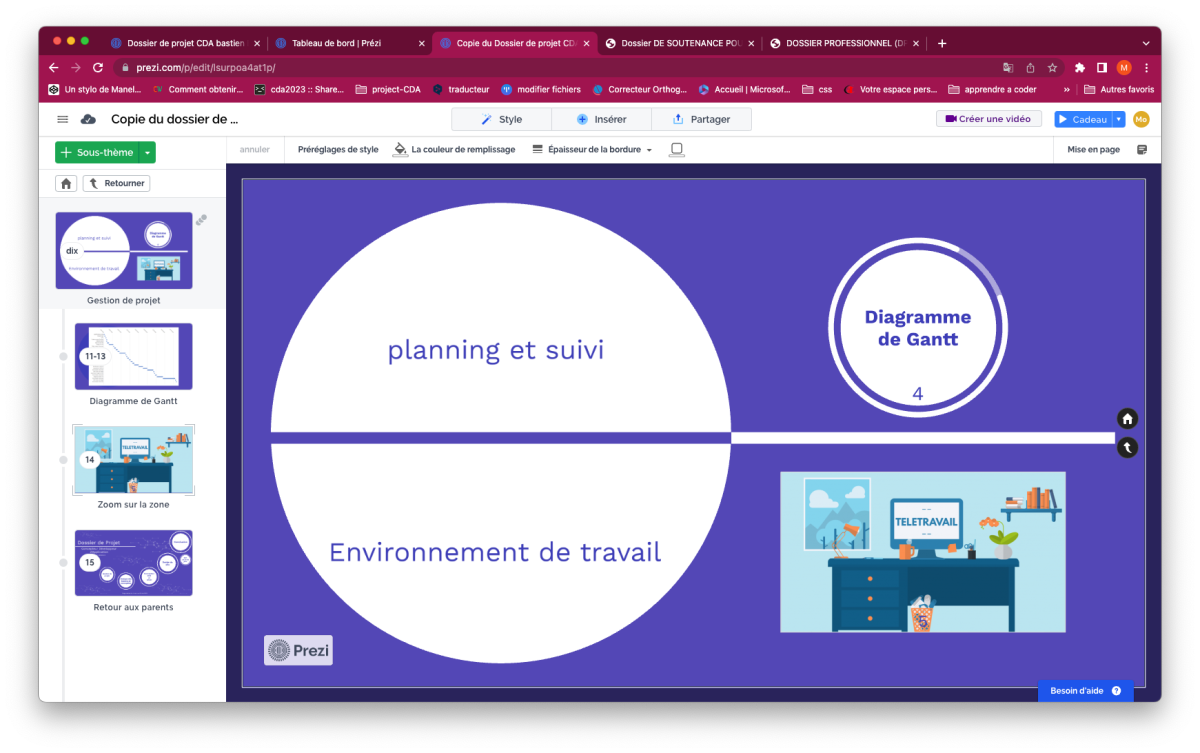 Dossier de projet CDA bastien
Tableau de bord | Prézi
Copie du Dossier de projet CD
Dossier DE SOUTENANCE POU
DOSSIER PROFESSIONNEL (DP
prezi.com/p/edit/lsurpoa4at1p/
M
Un stylo de Manel...
Comment obtenir...
cda2023 :: Share...
project-CDA
traducteur
modifier fichiers
Correcteur Orthog...
Accueil | Microsof...
css
Votre espace pers...
apprendre a coder
»
Autres favoris
Copie du dossier de ...
Style
Insérer
Partager
Créer une vidéo
Cadeau
Mo
Sous-thème
annuler
Préréglages de style
La couleur de remplissage
Épaisseur de la bordure
Mise en page
Retourner
planning et suivi
Diagramme
de Gantt
dix
Environnement de travail
Gestion de projet
11-13
Diagramme de Gantt
TELETRAVAIL
14
Zoom sur la zone
Dossier de Projet
15
Retour aux parents
planning et suivi
Diagramme
de Gantt
4
Environnement de travail
TELETRAVAIL
5
Prezi
Besoin d'aide ?